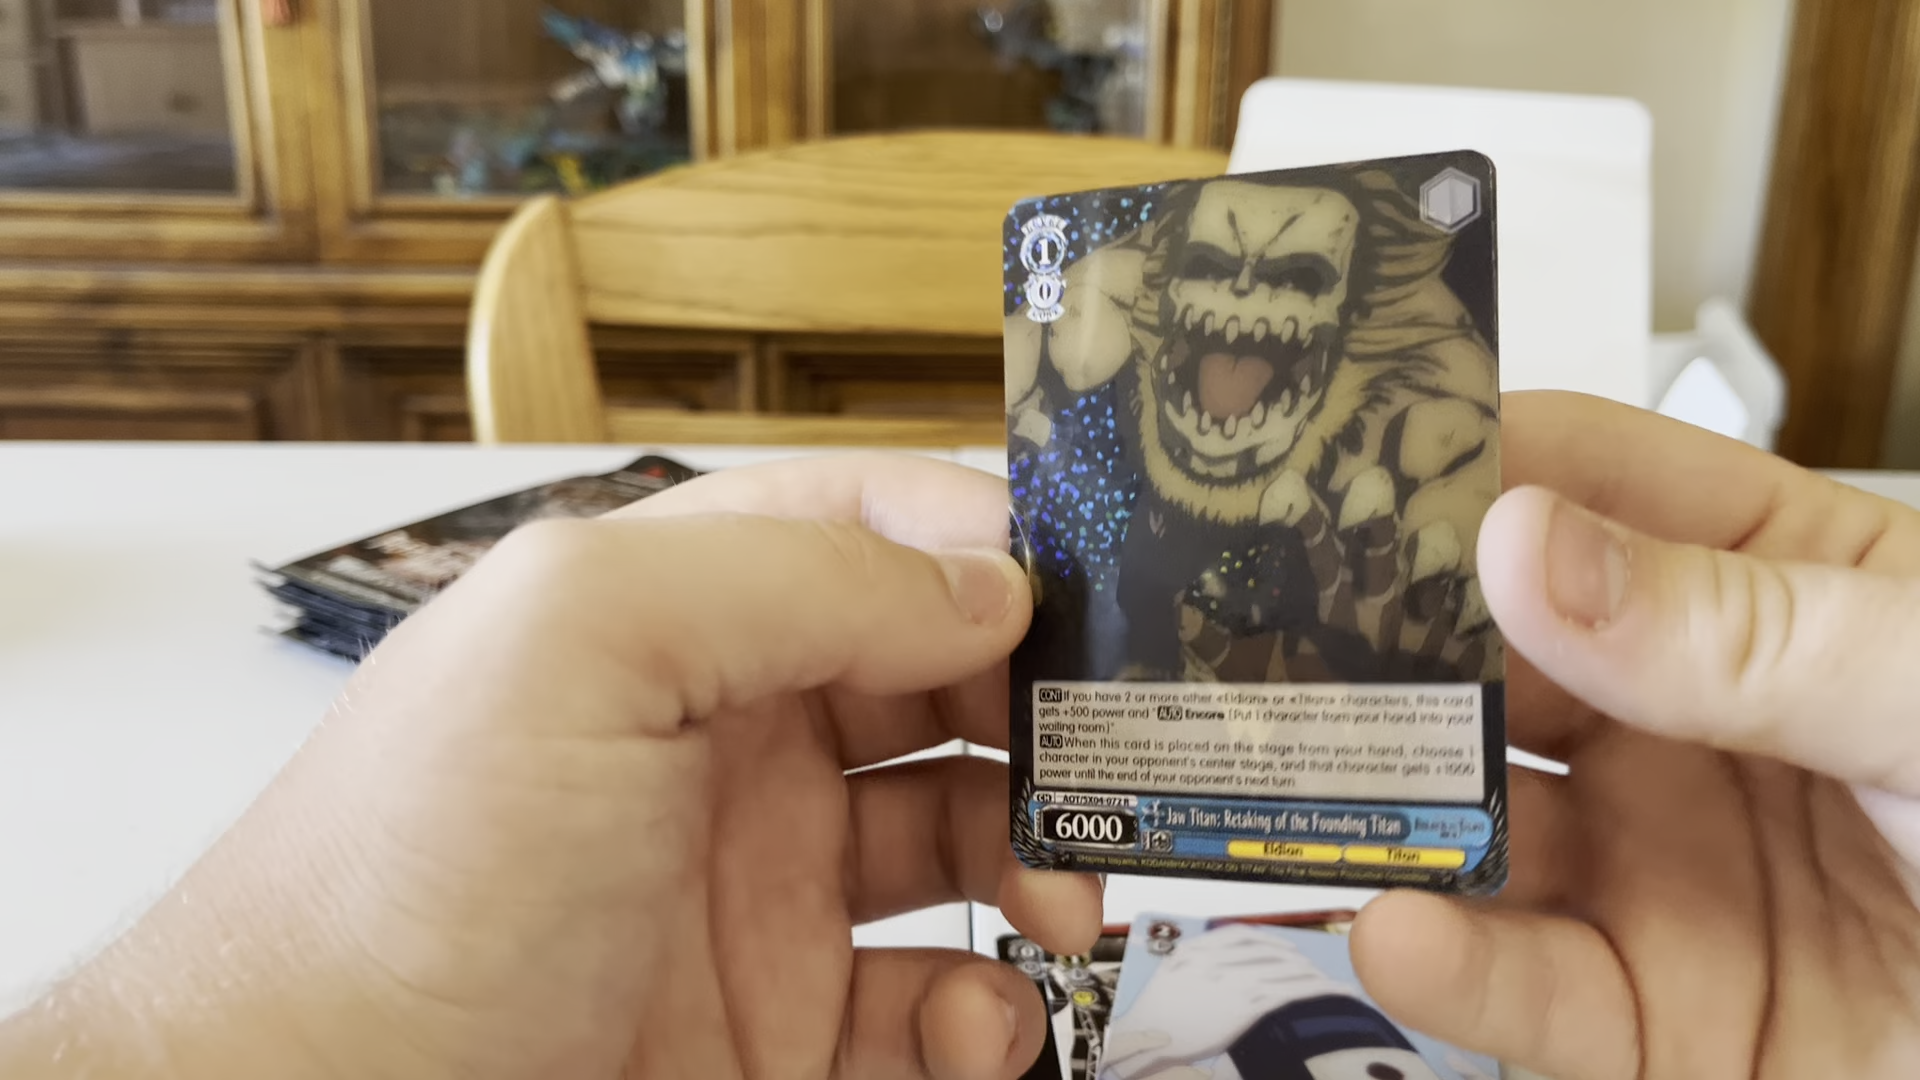 1
0
CONT If you have 2 or more other «Eldian» or «Titan» characters, this card
gets +500 power and "AUTO Encore [Put 1 character from your hand into your
waiting room]".
AUTO When this card is placed on the stage from your hand, choose 1
character in your opponent's center stage, and that character gets +1000
power until the end of your opponent's next turn.
CH AOT/SX04-072 R
6000
Jaw Titan: Retaking of the Founding Titan
Eldian Titan